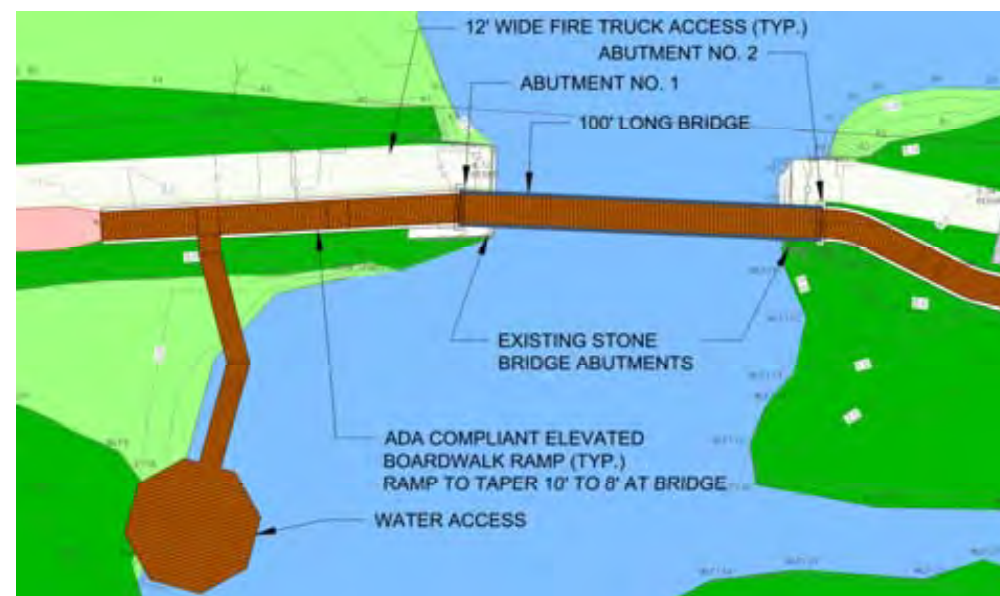 12' WIDE FIRE TRUCK ACCESS (TYP.)
ABUTMENT NO. 2
ABUTMENT NO. 1
100' LONG BRIDGE
EXISTING STONE
BRIDGE ABUTMENTS
ADA COMPLIANT ELEVATED
BOARDWALK RAMP (TYP.)
RAMP TO TAPER 10' TO 8' AT BRIDGE
WATER ACCESS